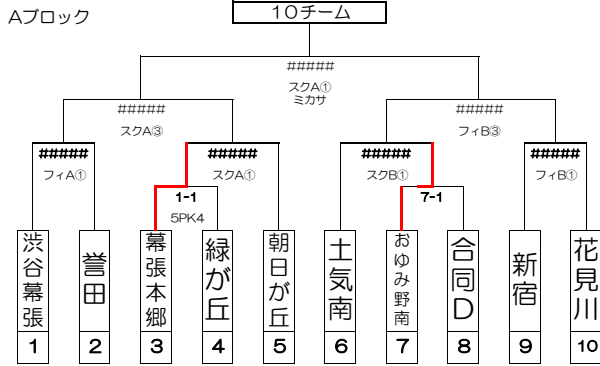 Aブロック
10チーム
#####
スクA①
ミカサ
#####
スクA③
#####
フィB③
#####
フィA①
#####
スクA①
#####
スクB①
#####
フィB①
1-1
5PK4
7-1
渋谷幕張
誉田
幕張本郷
緑が丘
朝日が丘
土気南
おゆみ野南
合同D
新宿
花見川
1
2
3
4
5
6
7
8
9
10